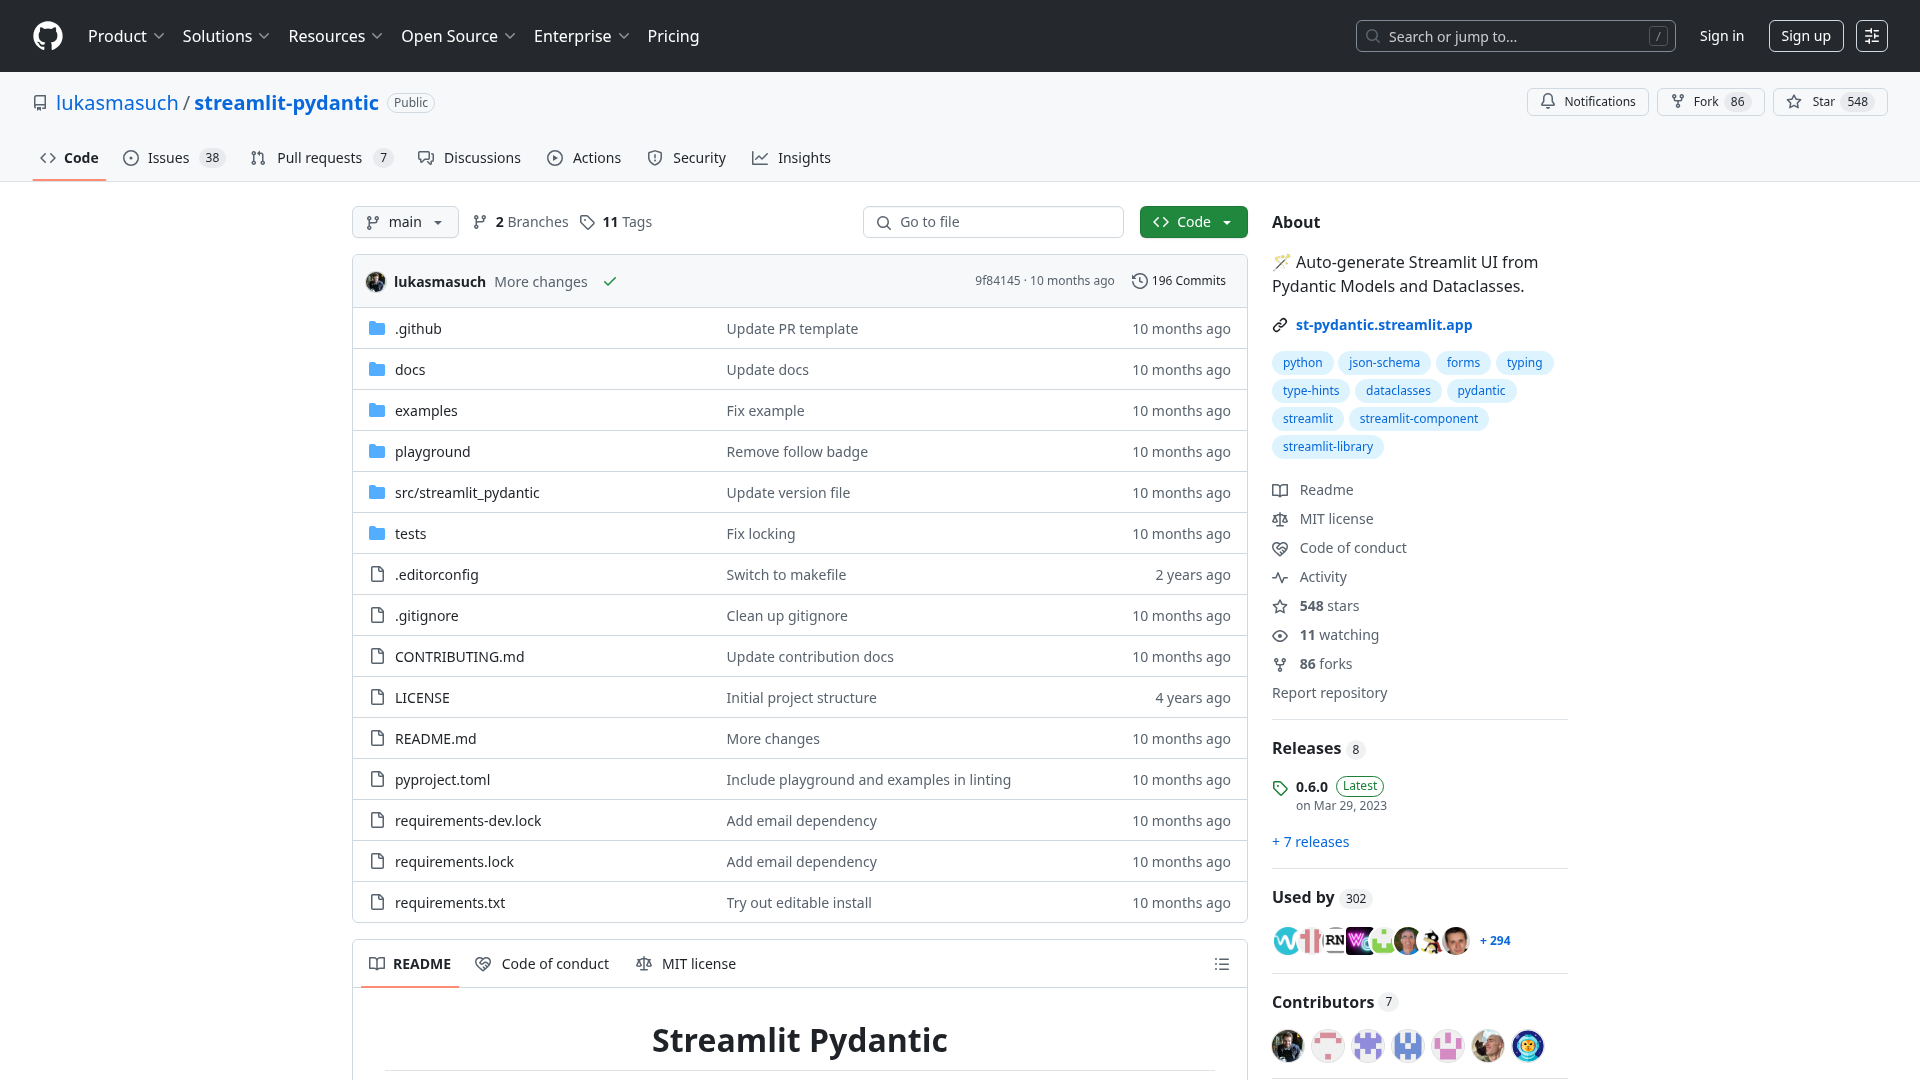 Product Solutions Resources Open Source Enterprise Pricing Search or jump to... / Sign in Sign up
lukasmasuch / streamlit-pydantic Public Notifications Fork 86 Star 548
Code Issues 38 Pull requests 7 Discussions Actions Security Insights
main 2 Branches 11 Tags Go to file Code
lukasmasuch More changes 9f84145 · 10 months ago 196 Commits
.github Update PR template 10 months ago
docs Update docs 10 months ago
examples Fix example 10 months ago
playground Remove follow badge 10 months ago
src/streamlit_pydantic Update version file 10 months ago
tests Fix locking 10 months ago
.editorconfig Switch to makefile 2 years ago
.gitignore Clean up gitignore 10 months ago
CONTRIBUTING.md Update contribution docs 10 months ago
LICENSE Initial project structure 4 years ago
README.md More changes 10 months ago
pyproject.toml Include playground and examples in linting 10 months ago
requirements-dev.lock Add email dependency 10 months ago
requirements.lock Add email dependency 10 months ago
requirements.txt Try out editable install 10 months ago
README Code of conduct MIT license
Streamlit Pydantic
About
Auto-generate Streamlit UI from
Pydantic Models and Dataclasses.
st-pydantic.streamlit.app
python json-schema forms typing
type-hints dataclasses pydantic
streamlit streamlit-component
streamlit-library
Readme
MIT license
Code of conduct
Activity
548 stars
11 watching
86 forks
Report repository
Releases 8
0.6.0 Latest
on Mar 29, 2023
+ 7 releases
Used by 302
RN + 294
Contributors 7